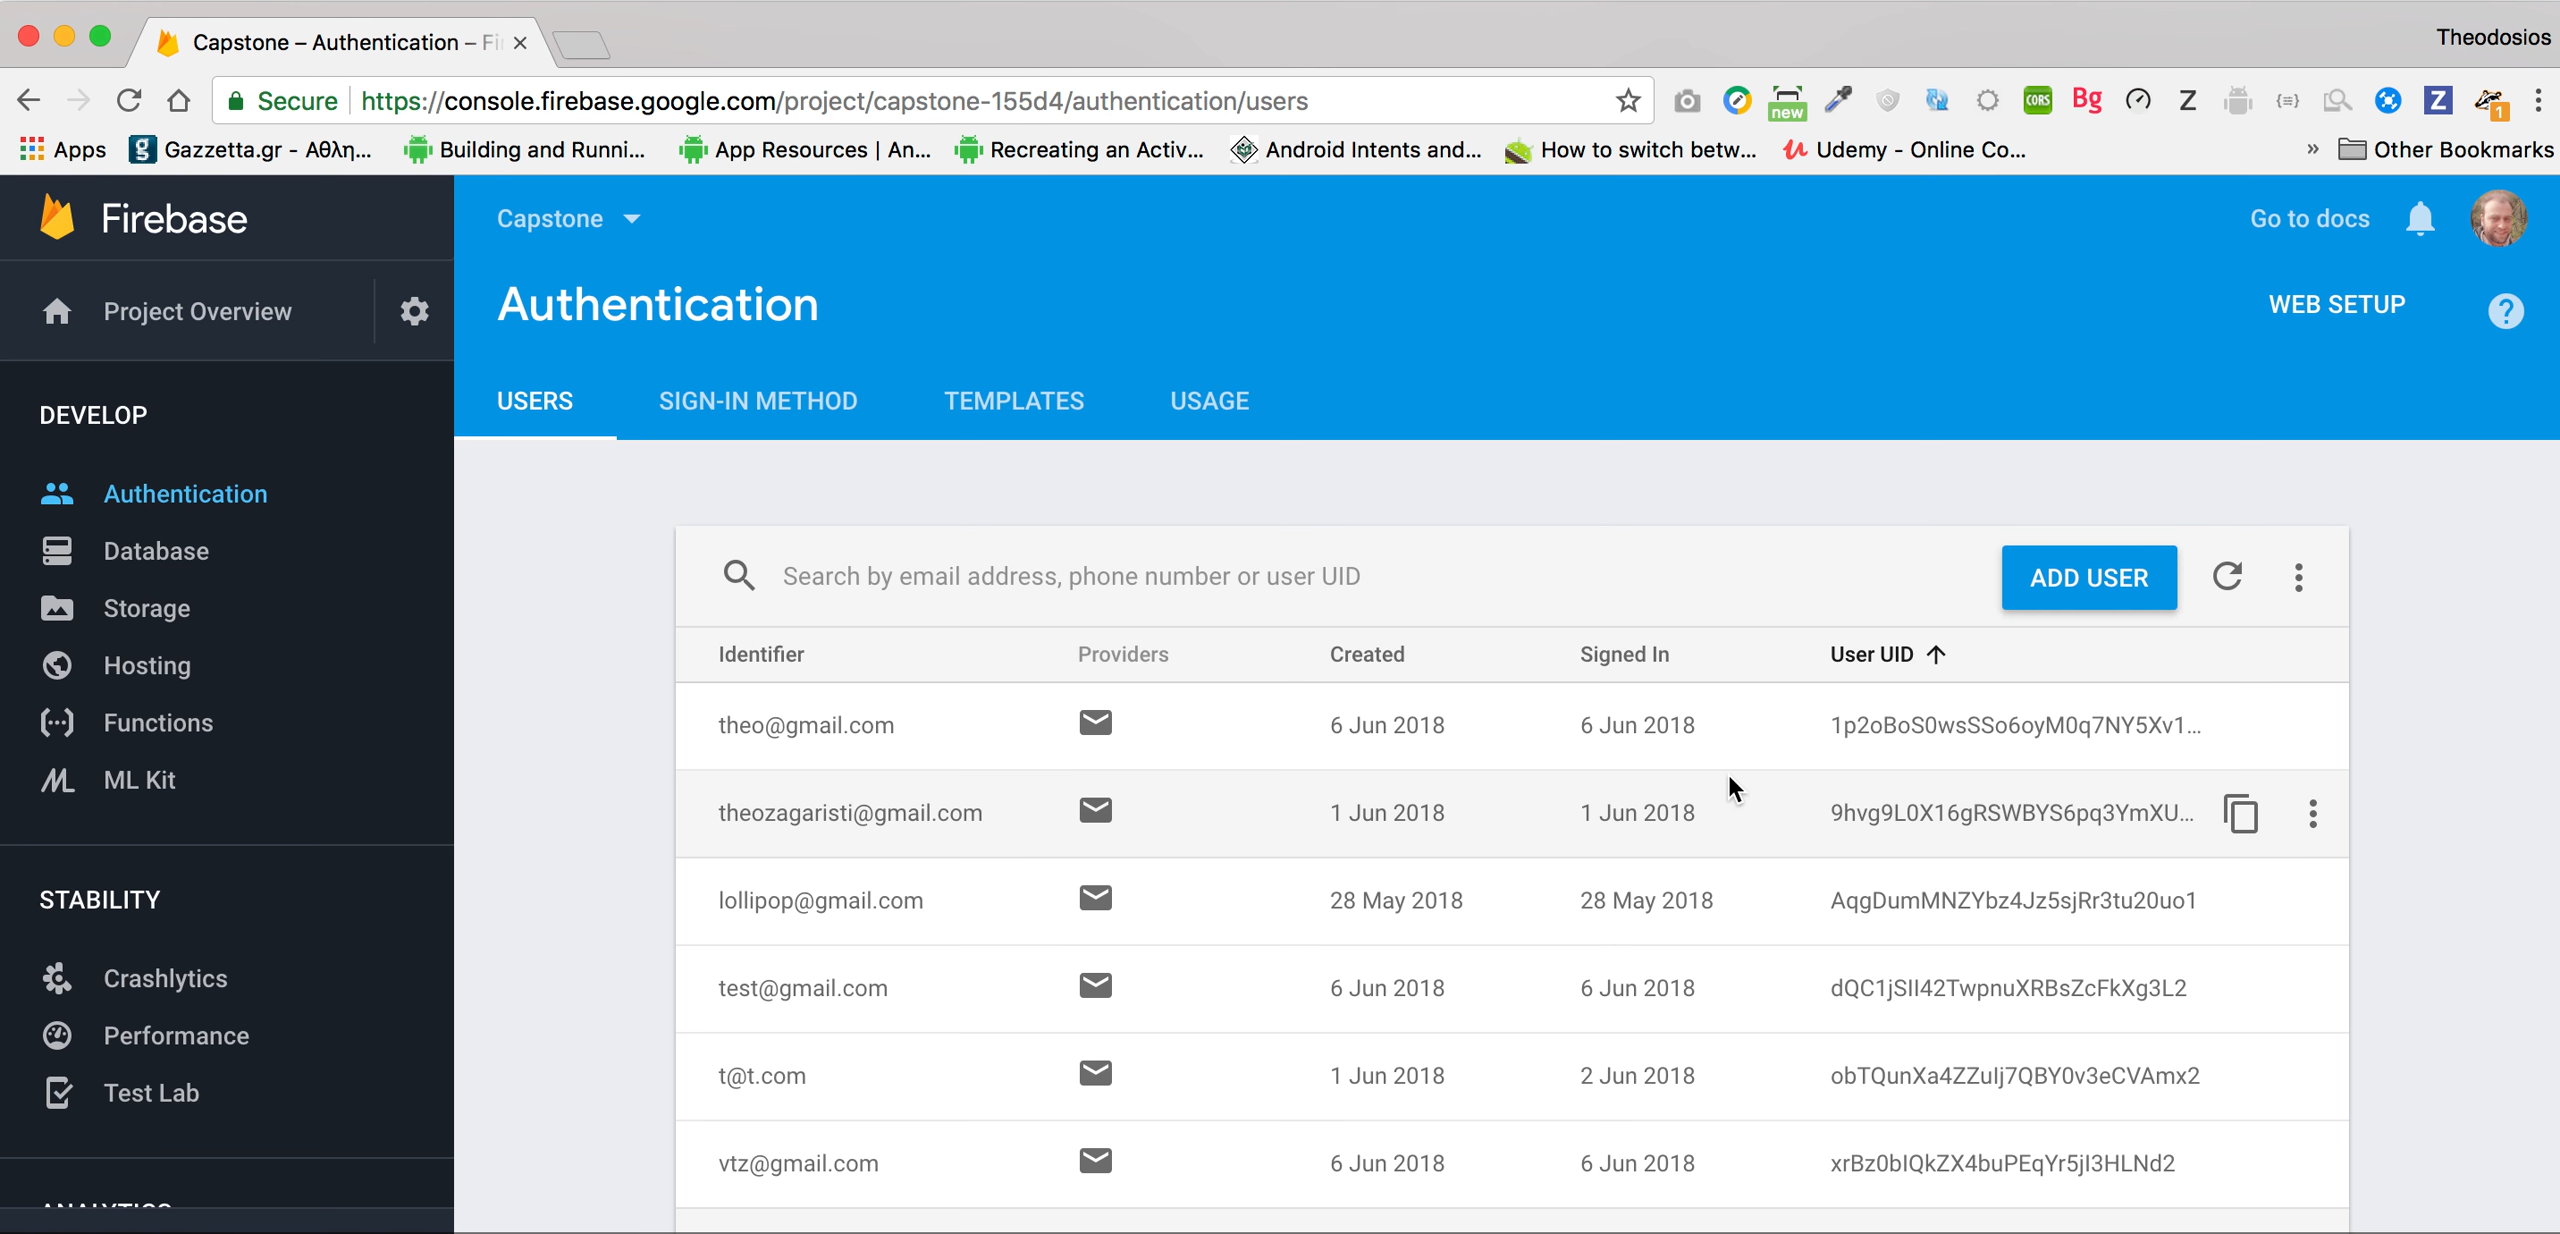 Capstone – Authentication – Fi
Theodosios
Secure https://console.firebase.google.com/project/capstone-155d4/authentication/users
new
CORS
Bg
Z
Z
1
Apps
Gazzetta.gr - Αθλη...
Building and Runni...
App Resources | An...
Recreating an Activ...
Android Intents and...
How to switch betw...
Udemy - Online Co...
»
Other Bookmarks
Firebase
Capstone
Go to docs
Project Overview
Authentication
WEB SETUP
USERS
SIGN-IN METHOD
TEMPLATES
USAGE
DEVELOP
Authentication
Database
Storage
Hosting
Functions
ML Kit
STABILITY
Crashlytics
Performance
Test Lab
ANALYTICS
Search by email address, phone number or user UID
ADD USER
Identifier Providers Created Signed In User UID
theo@gmail.com 6 Jun 2018 6 Jun 2018 1p2oBoS0wsSSo6oyM0q7NY5Xv1...
theozagaristi@gmail.com 1 Jun 2018 1 Jun 2018 9hvg9L0X16gRSWBYS6pq3YmXU...
lollipop@gmail.com 28 May 2018 28 May 2018 AqgDumMNZYbz4Jz5sjRr3tu20uo1
test@gmail.com 6 Jun 2018 6 Jun 2018 dQC1jSIl42TwpnuXRBsZcFkXg3L2
t@t.com 1 Jun 2018 2 Jun 2018 obTQunXa4ZZulj7QBY0v3eCVAmx2
vtz@gmail.com 6 Jun 2018 6 Jun 2018 xrBz0bIQkZX4buPEqYr5jI3HLNd2